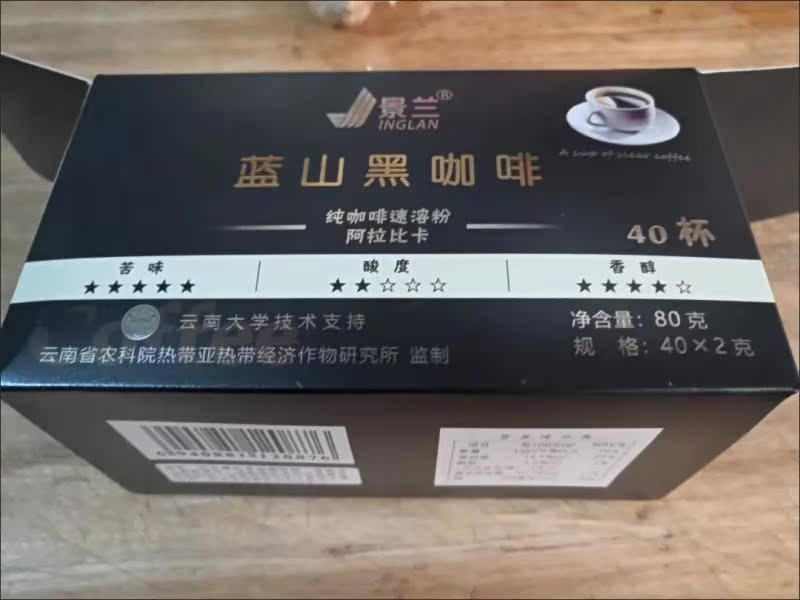 景兰®
INGLAN
A cup of clear coffee
蓝山黑咖啡
纯咖啡速溶粉
阿拉比卡
40杯
苦味 酸度 香醇
★★★★★ ★★☆☆☆ ★★★★☆
云南大学技术支持
云南省农科院热带亚热带经济作物研究所 监制
净含量：80克
规 格：40×2克
Coffee